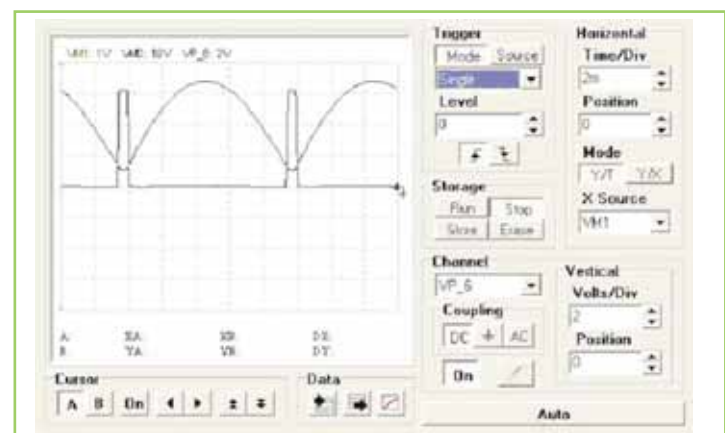 VM1: 1V VMD: 10V VP_6: 2V
A: XA: XB: DX:
B: YA: YB: DY:
Cursor
A B On
Data
Trigger
Mode Source
Single
Level
0
Storage
Run Stop
Store Erase
Channel
VP_6
Coupling
DC AC
On
Horizontal
Time/Div
2m
Position
0
Mode
Y/T Y/X
X Source
VM1
Vertical
Volts/Div
2
Position
0
Auto